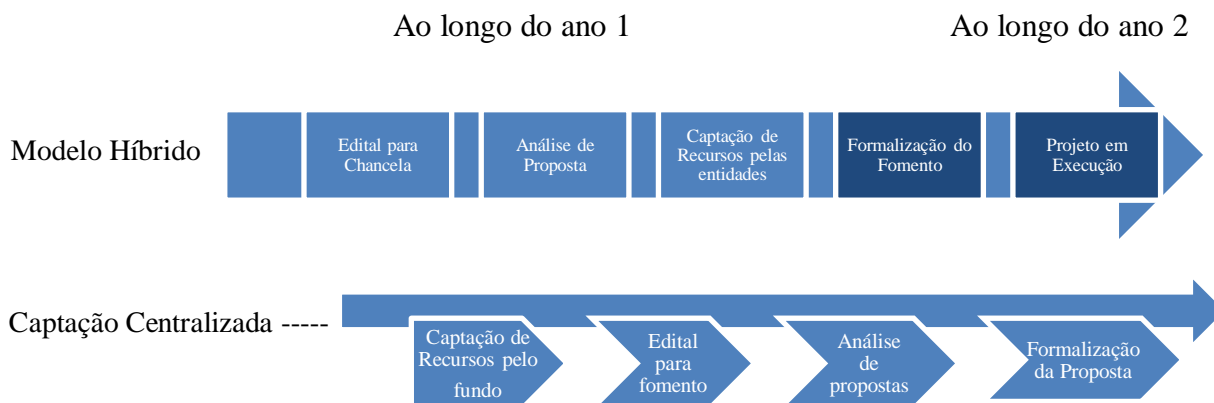 Ao longo do ano 1
Ao longo do ano 2
Modelo Híbrido
Edital para
Chancela
Análise de
Proposta
Captação de
Recursos pelas
entidades
Formalização do
Fomento
Projeto em
Execução
Captação Centralizada -----
Captação de
Recursos pelo
fundo
Edital
para
fomento
Análise
de
propostas
Formalização
da Proposta